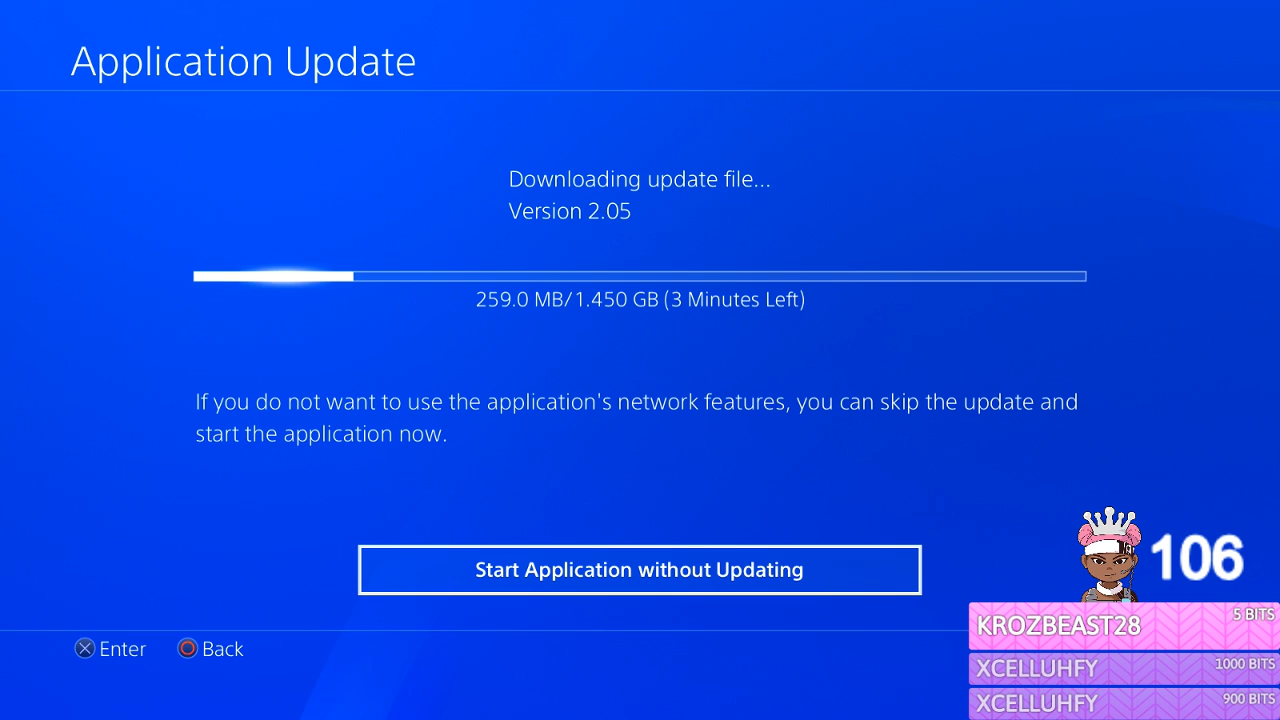 Application Update
Downloading update file...
Version 2.05
259.0 MB/1.450 GB (3 Minutes Left)
If you do not want to use the application's network features, you can skip the update and
start the application now.
Start Application without Updating
106
KROZBEAST28 5 BITS
XCELLUHFY 1000 BITS
XCELLUHFY 900 BITS
Enter Back